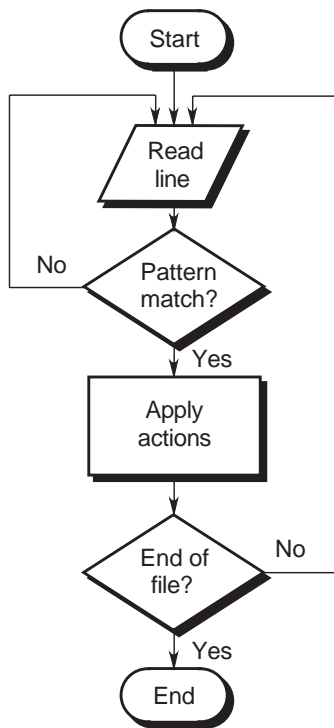 Start
Read
line
No
Pattern
match?
Yes
Apply
actions
End of
file?
No
Yes
End